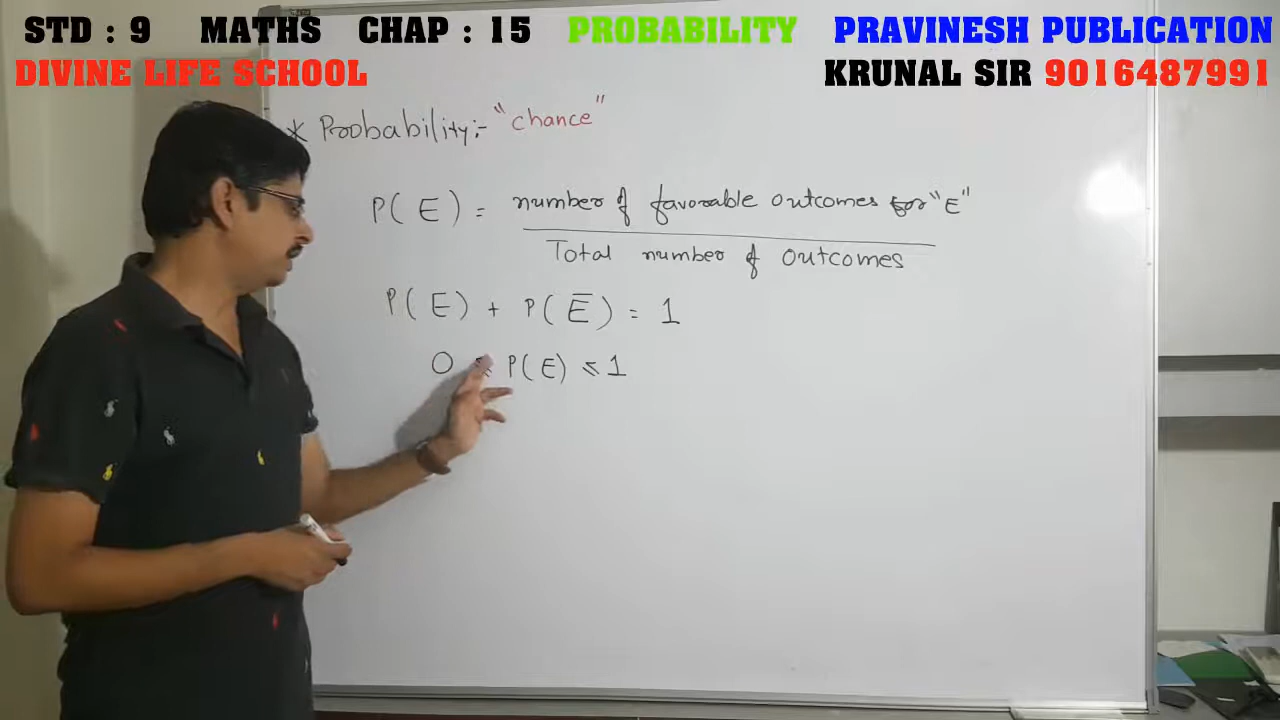 STD : 9 MATHS CHAP : 15 PROBABILITY PRAVINESH PUBLICATION
DIVINE LIFE SCHOOL KRUNAL SIR 9016487991
* Probability:- "chance"
P(E) = number of favorable outcomes for "E"
Total number of outcomes
P(E) + P(Ē) = 1
0 ≤ P(E) ≤ 1